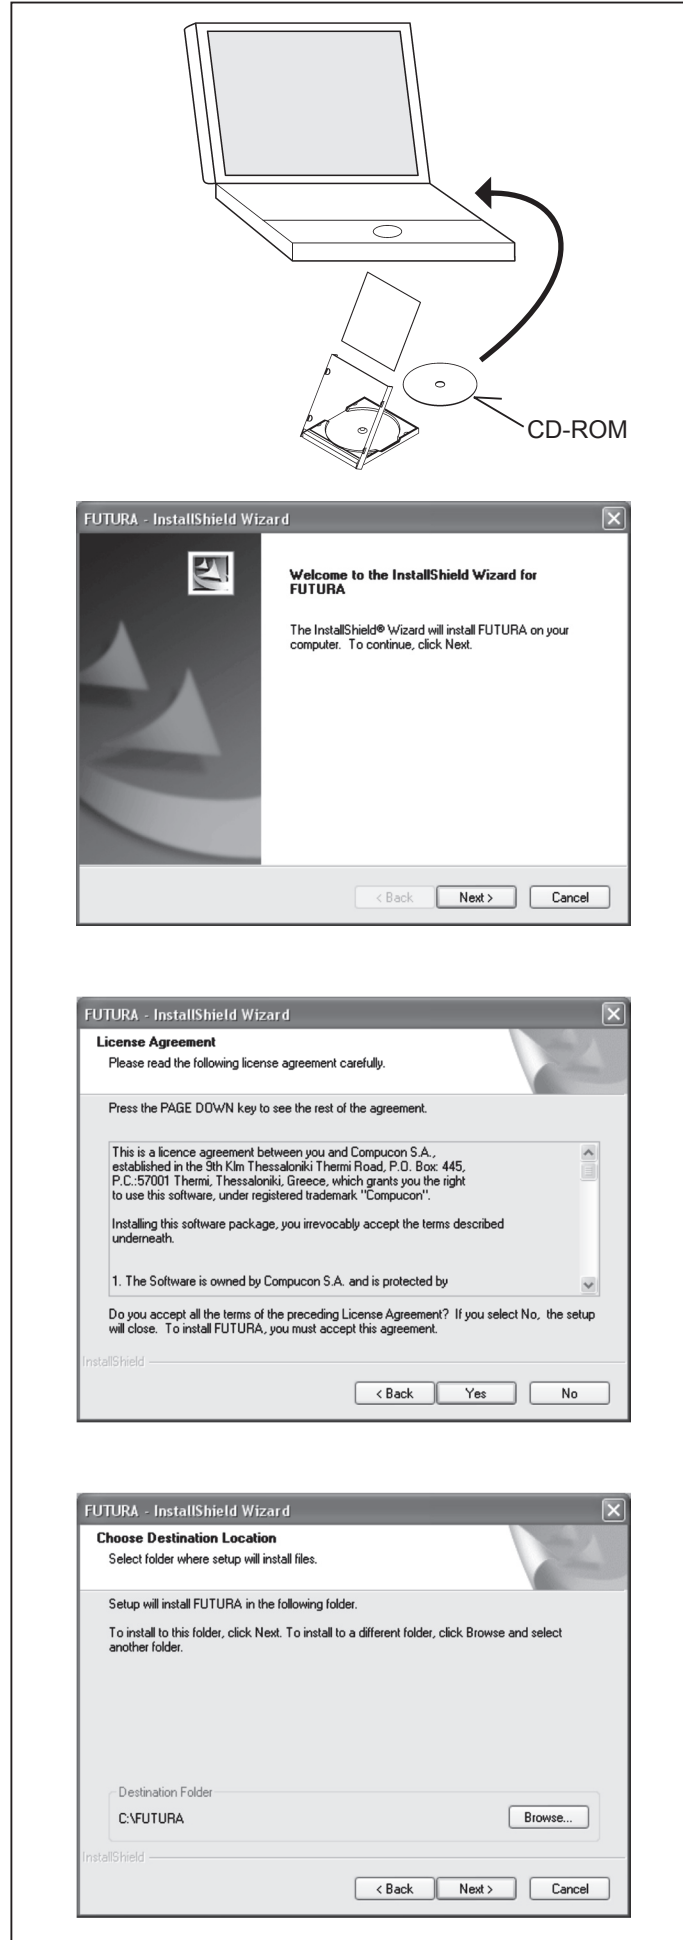 CD-ROM
FUTURA - InstallShield Wizard
Welcome to the InstallShield Wizard for
FUTURA
The InstallShield® Wizard will install FUTURA on your
computer. To continue, click Next.
< Back Next > Cancel
FUTURA - InstallShield Wizard
License Agreement
Please read the following license agreement carefully.
Press the PAGE DOWN key to see the rest of the agreement.
This is a licence agreement between you and Compucon S.A.,
established in the 9th Klm Thessaloniki Thermi Road, P.O. Box: 445,
P.C.:57001 Thermi, Thessaloniki, Greece, which grants you the right
to use this software, under registered trademark "Compucon".
Installing this software package, you irrevocably accept the terms described
underneath.
1. The Software is owned by Compucon S.A. and is protected by
Do you accept all the terms of the preceding License Agreement? If you select No, the setup
will close. To install FUTURA, you must accept this agreement.
InstallShield
< Back Yes No
FUTURA - InstallShield Wizard
Choose Destination Location
Select folder where setup will install files.
Setup will install FUTURA in the following folder.
To install to this folder, click Next. To install to a different folder, click Browse and select
another folder.
Destination Folder
C:\FUTURA Browse...
InstallShield
< Back Next > Cancel